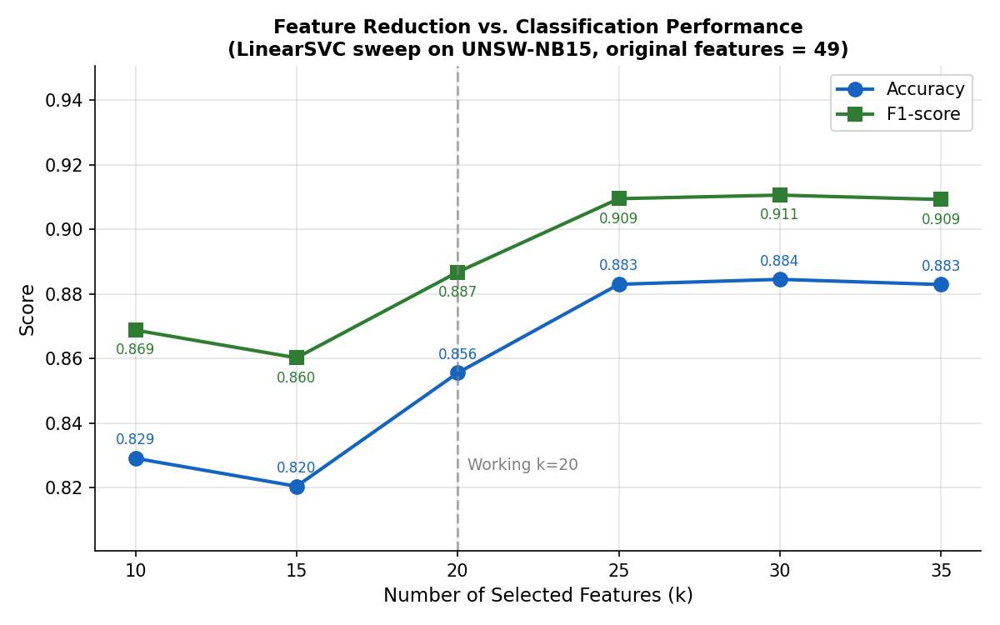 Feature Reduction vs. Classification Performance
(LinearSVC sweep on UNSW-NB15, original features = 49)
Accuracy
F1-score
Score
0.94
0.92
0.90
0.88
0.86
0.84
0.82
0.869
0.860
0.887
0.909
0.911
0.909
0.829
0.820
0.856
0.883
0.884
0.883
Working k=20
10 15 20 25 30 35
Number of Selected Features (k)